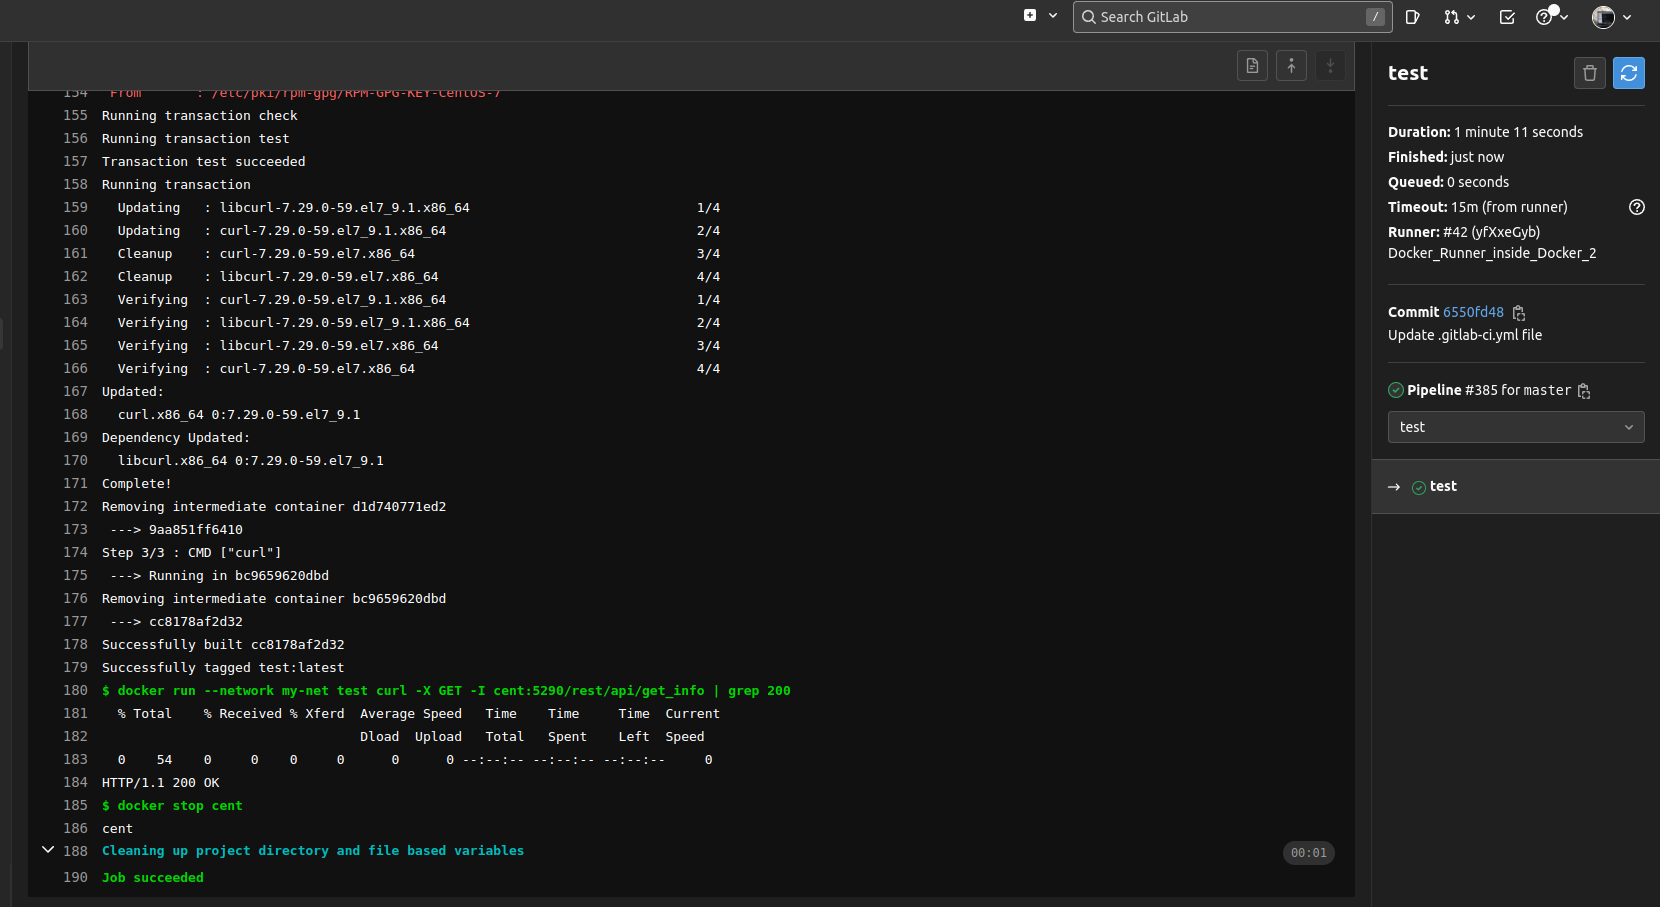 Search GitLab /
154 From : /etc/pki/rpm-gpg/RPM-GPG-KEY-CentOS-7
155 Running transaction check
156 Running transaction test
157 Transaction test succeeded
158 Running transaction
159 Updating : libcurl-7.29.0-59.el7_9.1.x86_64 1/4
160 Updating : curl-7.29.0-59.el7_9.1.x86_64 2/4
161 Cleanup : curl-7.29.0-59.el7.x86_64 3/4
162 Cleanup : libcurl-7.29.0-59.el7.x86_64 4/4
163 Verifying : curl-7.29.0-59.el7_9.1.x86_64 1/4
164 Verifying : libcurl-7.29.0-59.el7_9.1.x86_64 2/4
165 Verifying : libcurl-7.29.0-59.el7.x86_64 3/4
166 Verifying : curl-7.29.0-59.el7.x86_64 4/4
167 Updated:
168 curl.x86_64 0:7.29.0-59.el7_9.1
169 Dependency Updated:
170 libcurl.x86_64 0:7.29.0-59.el7_9.1
171 Complete!
172 Removing intermediate container d1d740771ed2
173 ---> 9aa851ff6410
174 Step 3/3 : CMD ["curl"]
175 ---> Running in bc9659620dbd
176 Removing intermediate container bc9659620dbd
177 ---> cc8178af2d32
178 Successfully built cc8178af2d32
179 Successfully tagged test:latest
180 $ docker run --network my-net test curl -X GET -I cent:5290/rest/api/get_info | grep 200
181 % Total % Received % Xferd Average Speed Time Time Time Current
182 Dload Upload Total Spent Left Speed
183 0 54 0 0 0 0 0 0 --:--:-- --:--:-- --:--:-- 0
184 HTTP/1.1 200 OK
185 $ docker stop cent
186 cent
188 Cleaning up project directory and file based variables 00:01
190 Job succeeded
test
Duration: 1 minute 11 seconds
Finished: just now
Queued: 0 seconds
Timeout: 15m (from runner)
Runner: #42 (yfXxeGyb)
Docker_Runner_inside_Docker_2
Commit 6550fd48
Update .gitlab-ci.yml file
Pipeline #385 for master
test
→ test